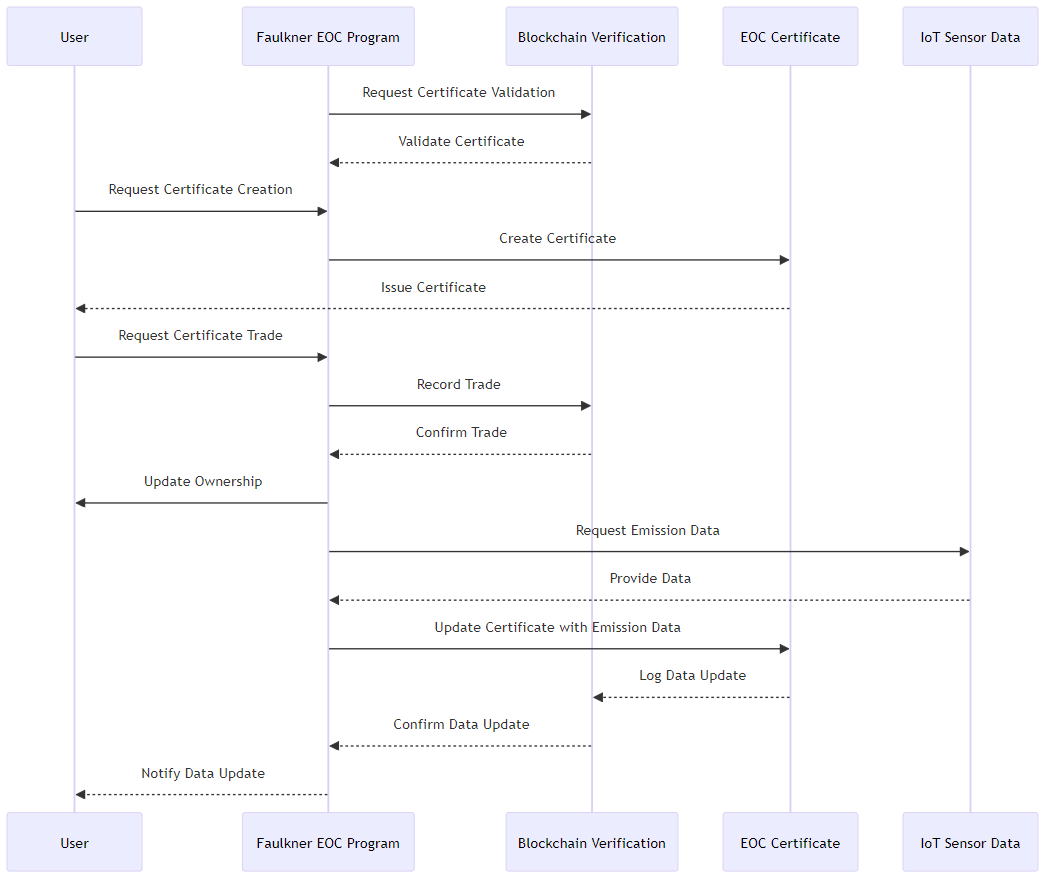 User
Faulkner EOC Program
Blockchain Verification
EOC Certificate
IoT Sensor Data
Request Certificate Validation
Validate Certificate
Request Certificate Creation
Create Certificate
Issue Certificate
Request Certificate Trade
Record Trade
Confirm Trade
Update Ownership
Request Emission Data
Provide Data
Update Certificate with Emission Data
Log Data Update
Confirm Data Update
Notify Data Update
User
Faulkner EOC Program
Blockchain Verification
EOC Certificate
IoT Sensor Data